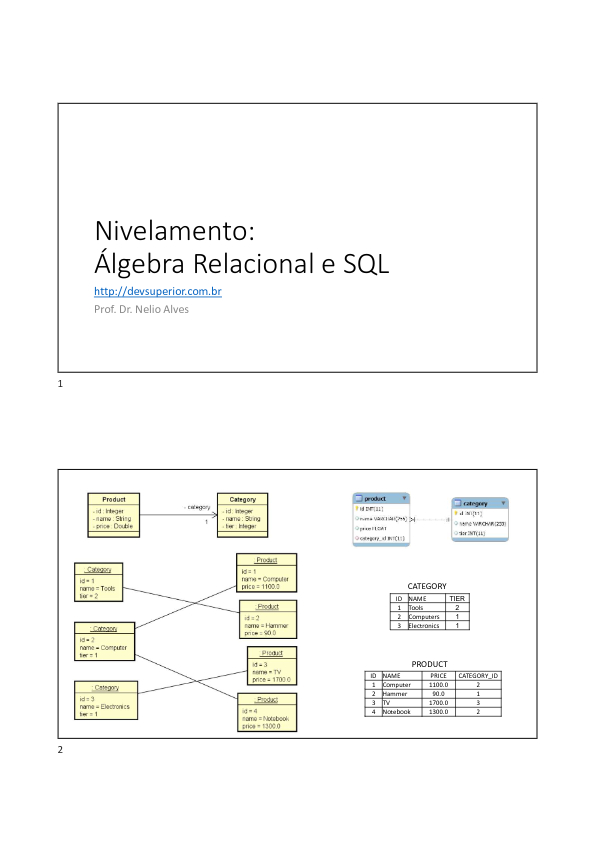 Nivelamento:
Álgebra Relacional e SQL
http://devsuperior.com.br
Prof. Dr. Nelio Alves
1
Product
- id : Integer
- name : String
- price : Double
- category
1
Category
- id : Integer
- name : String
- tier : Integer
: Category
id = 1
name = Tools
tier = 2
: Category
id = 2
name = Computer
tier = 1
: Category
id = 3
name = Electronics
tier = 1
: Product
id = 1
name = Computer
price = 1100.0
: Product
id = 2
name = Hammer
price = 90.0
: Product
id = 3
name = TV
price = 1700.0
: Product
id = 4
name = Notebook
price = 1300.0
product
id INT(11)
name VARCHAR(255)
price FLOAT
category_id INT(11)
category
id INT(11)
name VARCHAR(255)
tier INT(11)
CATEGORY
ID NAME TIER
1 Tools 2
2 Computers 1
3 Electronics 1
PRODUCT
ID NAME PRICE CATEGORY_ID
1 Computer 1100.0 2
2 Hammer 90.0 1
3 TV 1700.0 3
4 Notebook 1300.0 2
2